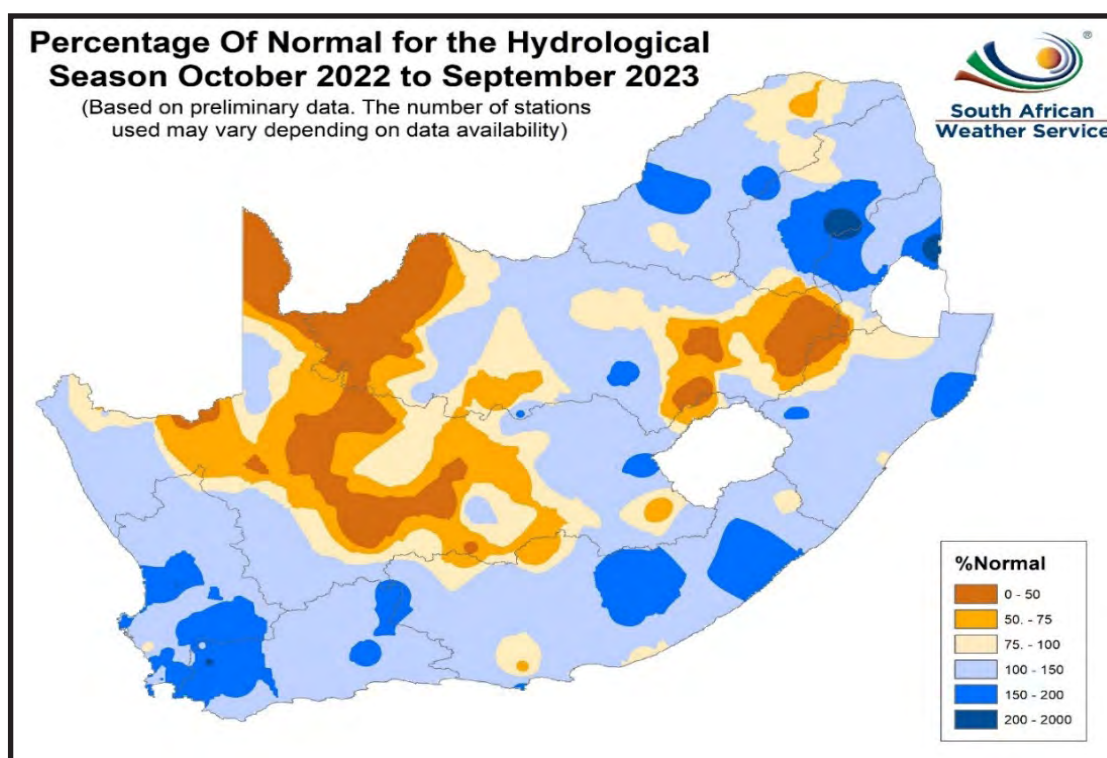 Percentage Of Normal for the Hydrological
Season October 2022 to September 2023
(Based on preliminary data. The number of stations
used may vary depending on data availability)
®
South African
Weather Service
%Normal
0 - 50
50. - 75
75. - 100
100 - 150
150 - 200
200 - 2000